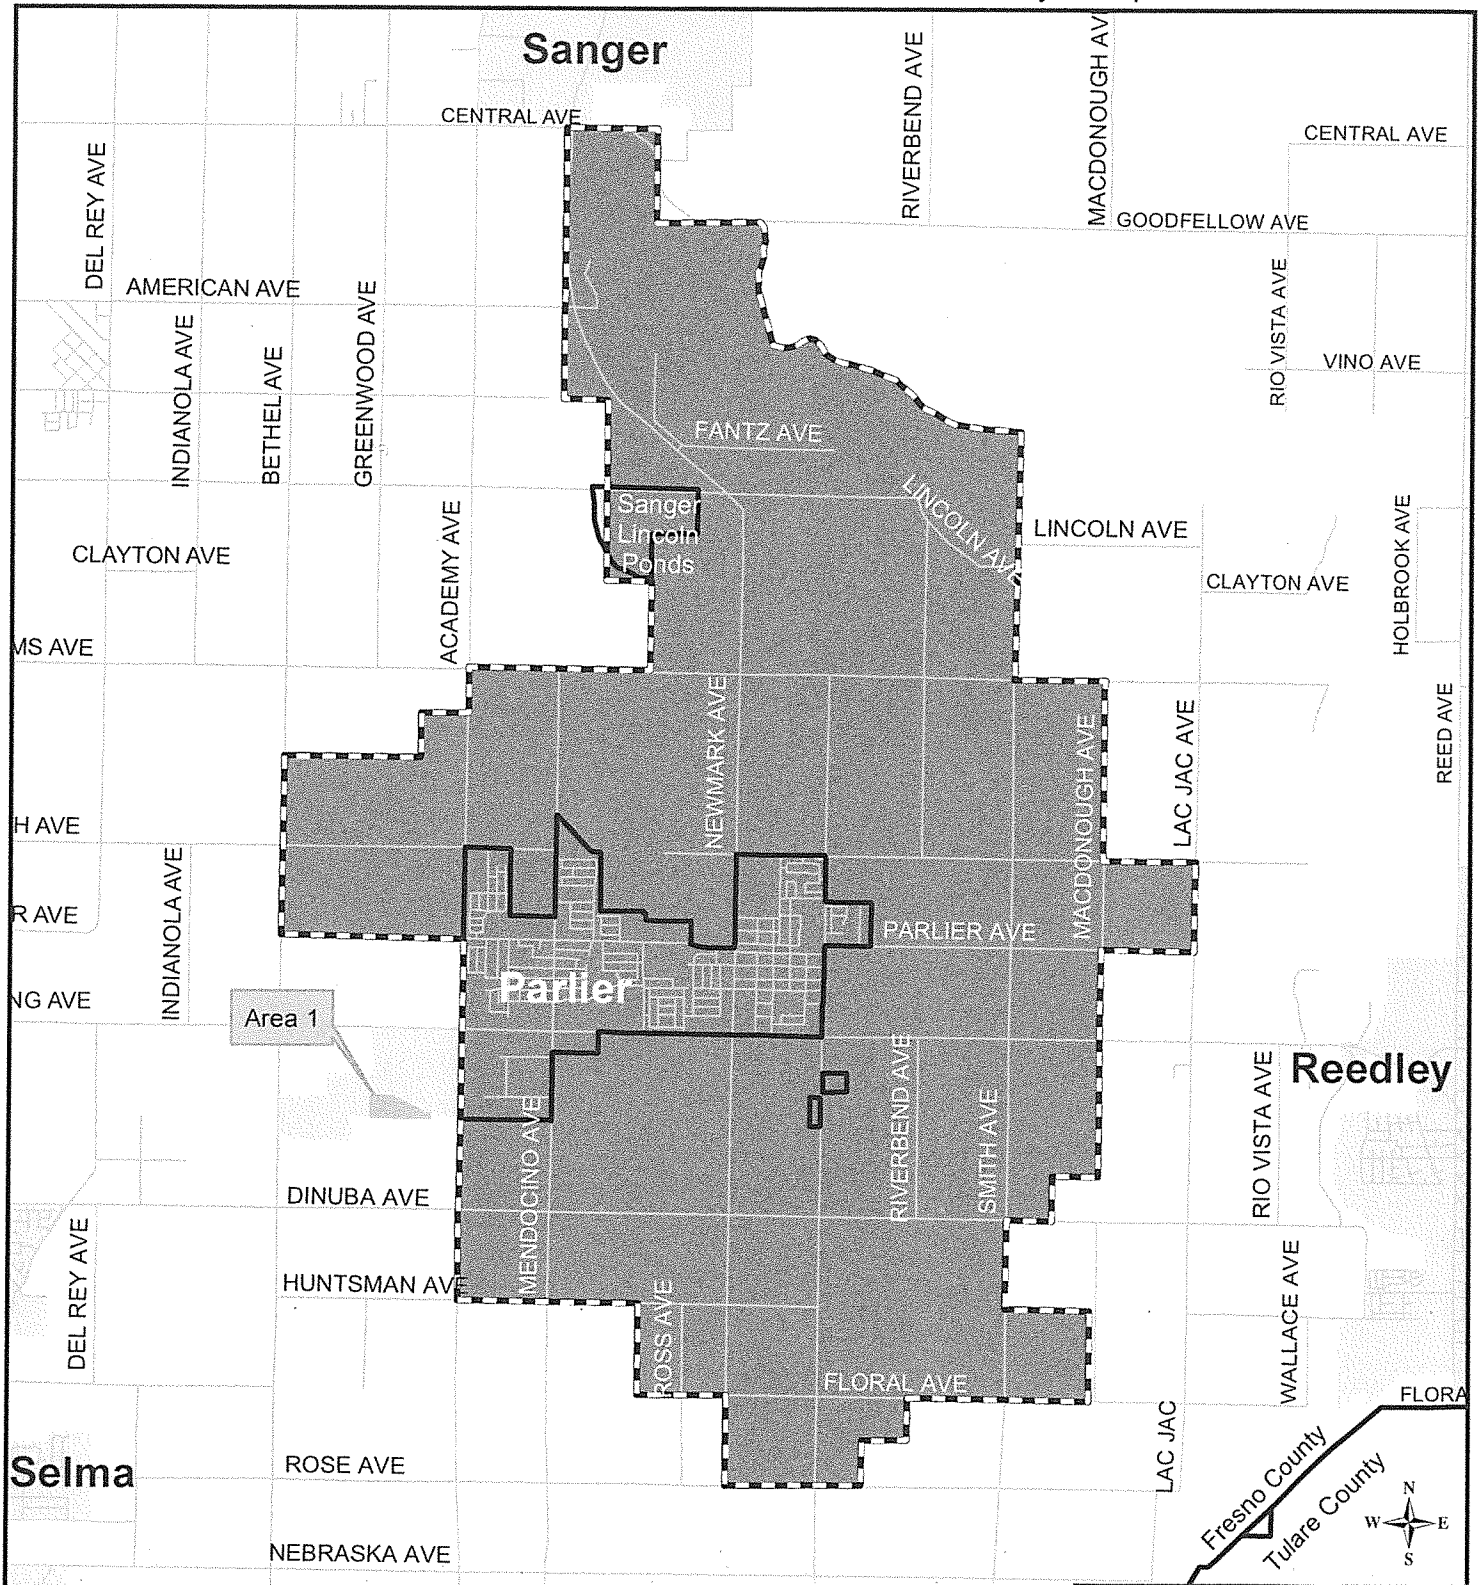 Sanger
CENTRAL AVE
RIVERBEND AVE
MACDONOUGH AV
CENTRAL AVE
DEL REY AVE
GOODFELLOW AVE
AMERICAN AVE
INDIANOLA AVE
BETHEL AVE
GREENWOOD AVE
RIO VISTA AVE
VINO AVE
FANTZ AVE
Sanger
Lincoln
Ponds
LINCOLN AVE
LINCOLN AVE
CLAYTON AVE
ACADEMY AVE
CLAYTON AVE
HOLBROOK AVE
MS AVE
NEWMARK AVE
MACDONOUGH AVE
LAC JAC AVE
REED AVE
H AVE
R AVE
INDIANOLA AVE
PARLIER AVE
Parlier
NG AVE
Area 1
Reedley
RIVERBEND AVE
SMITH AVE
RIO VISTA AVE
MENDOCINO AVE
DINUBA AVE
DEL REY AVE
HUNTSMAN AVE
ROSS AVE
WALLACE AVE
FLORAL AVE
FLORA
LAC JAC
Selma
ROSE AVE
Fresno County
Tulare County
N
W E
S
NEBRASKA AVE